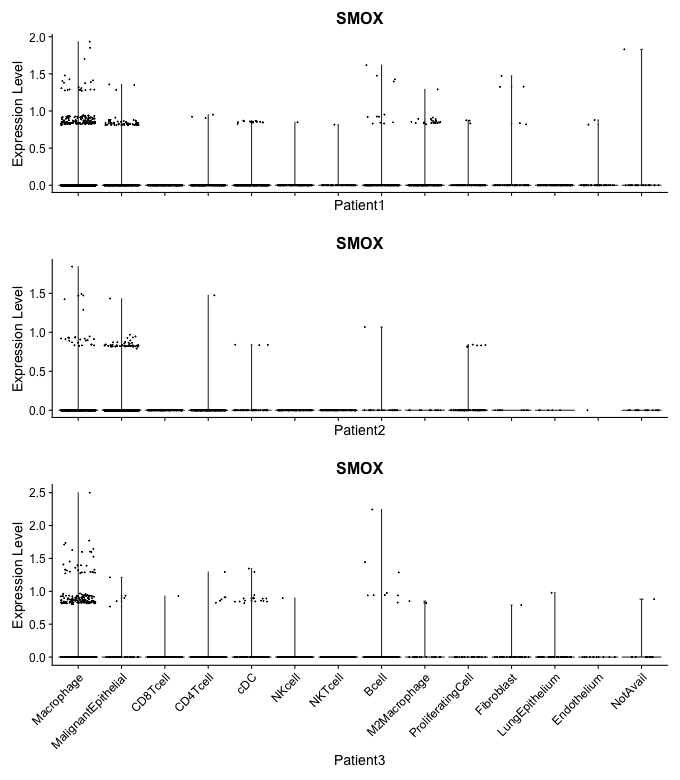 SMOX
Expression Level
2.0
1.5
1.0
0.5
0.0
Patient1
SMOX
Expression Level
1.5
1.0
0.5
0.0
Patient2
SMOX
Expression Level
2.5
2.0
1.5
1.0
0.5
0.0
Macrophage
MalignantEpithelial
CD8Tcell
CD4Tcell
cDC
NKcell
NKTcell
Bcell
M2Macrophage
ProliferatingCell
Fibroblast
LungEpithelium
Endothelium
NotAvail
Patient3